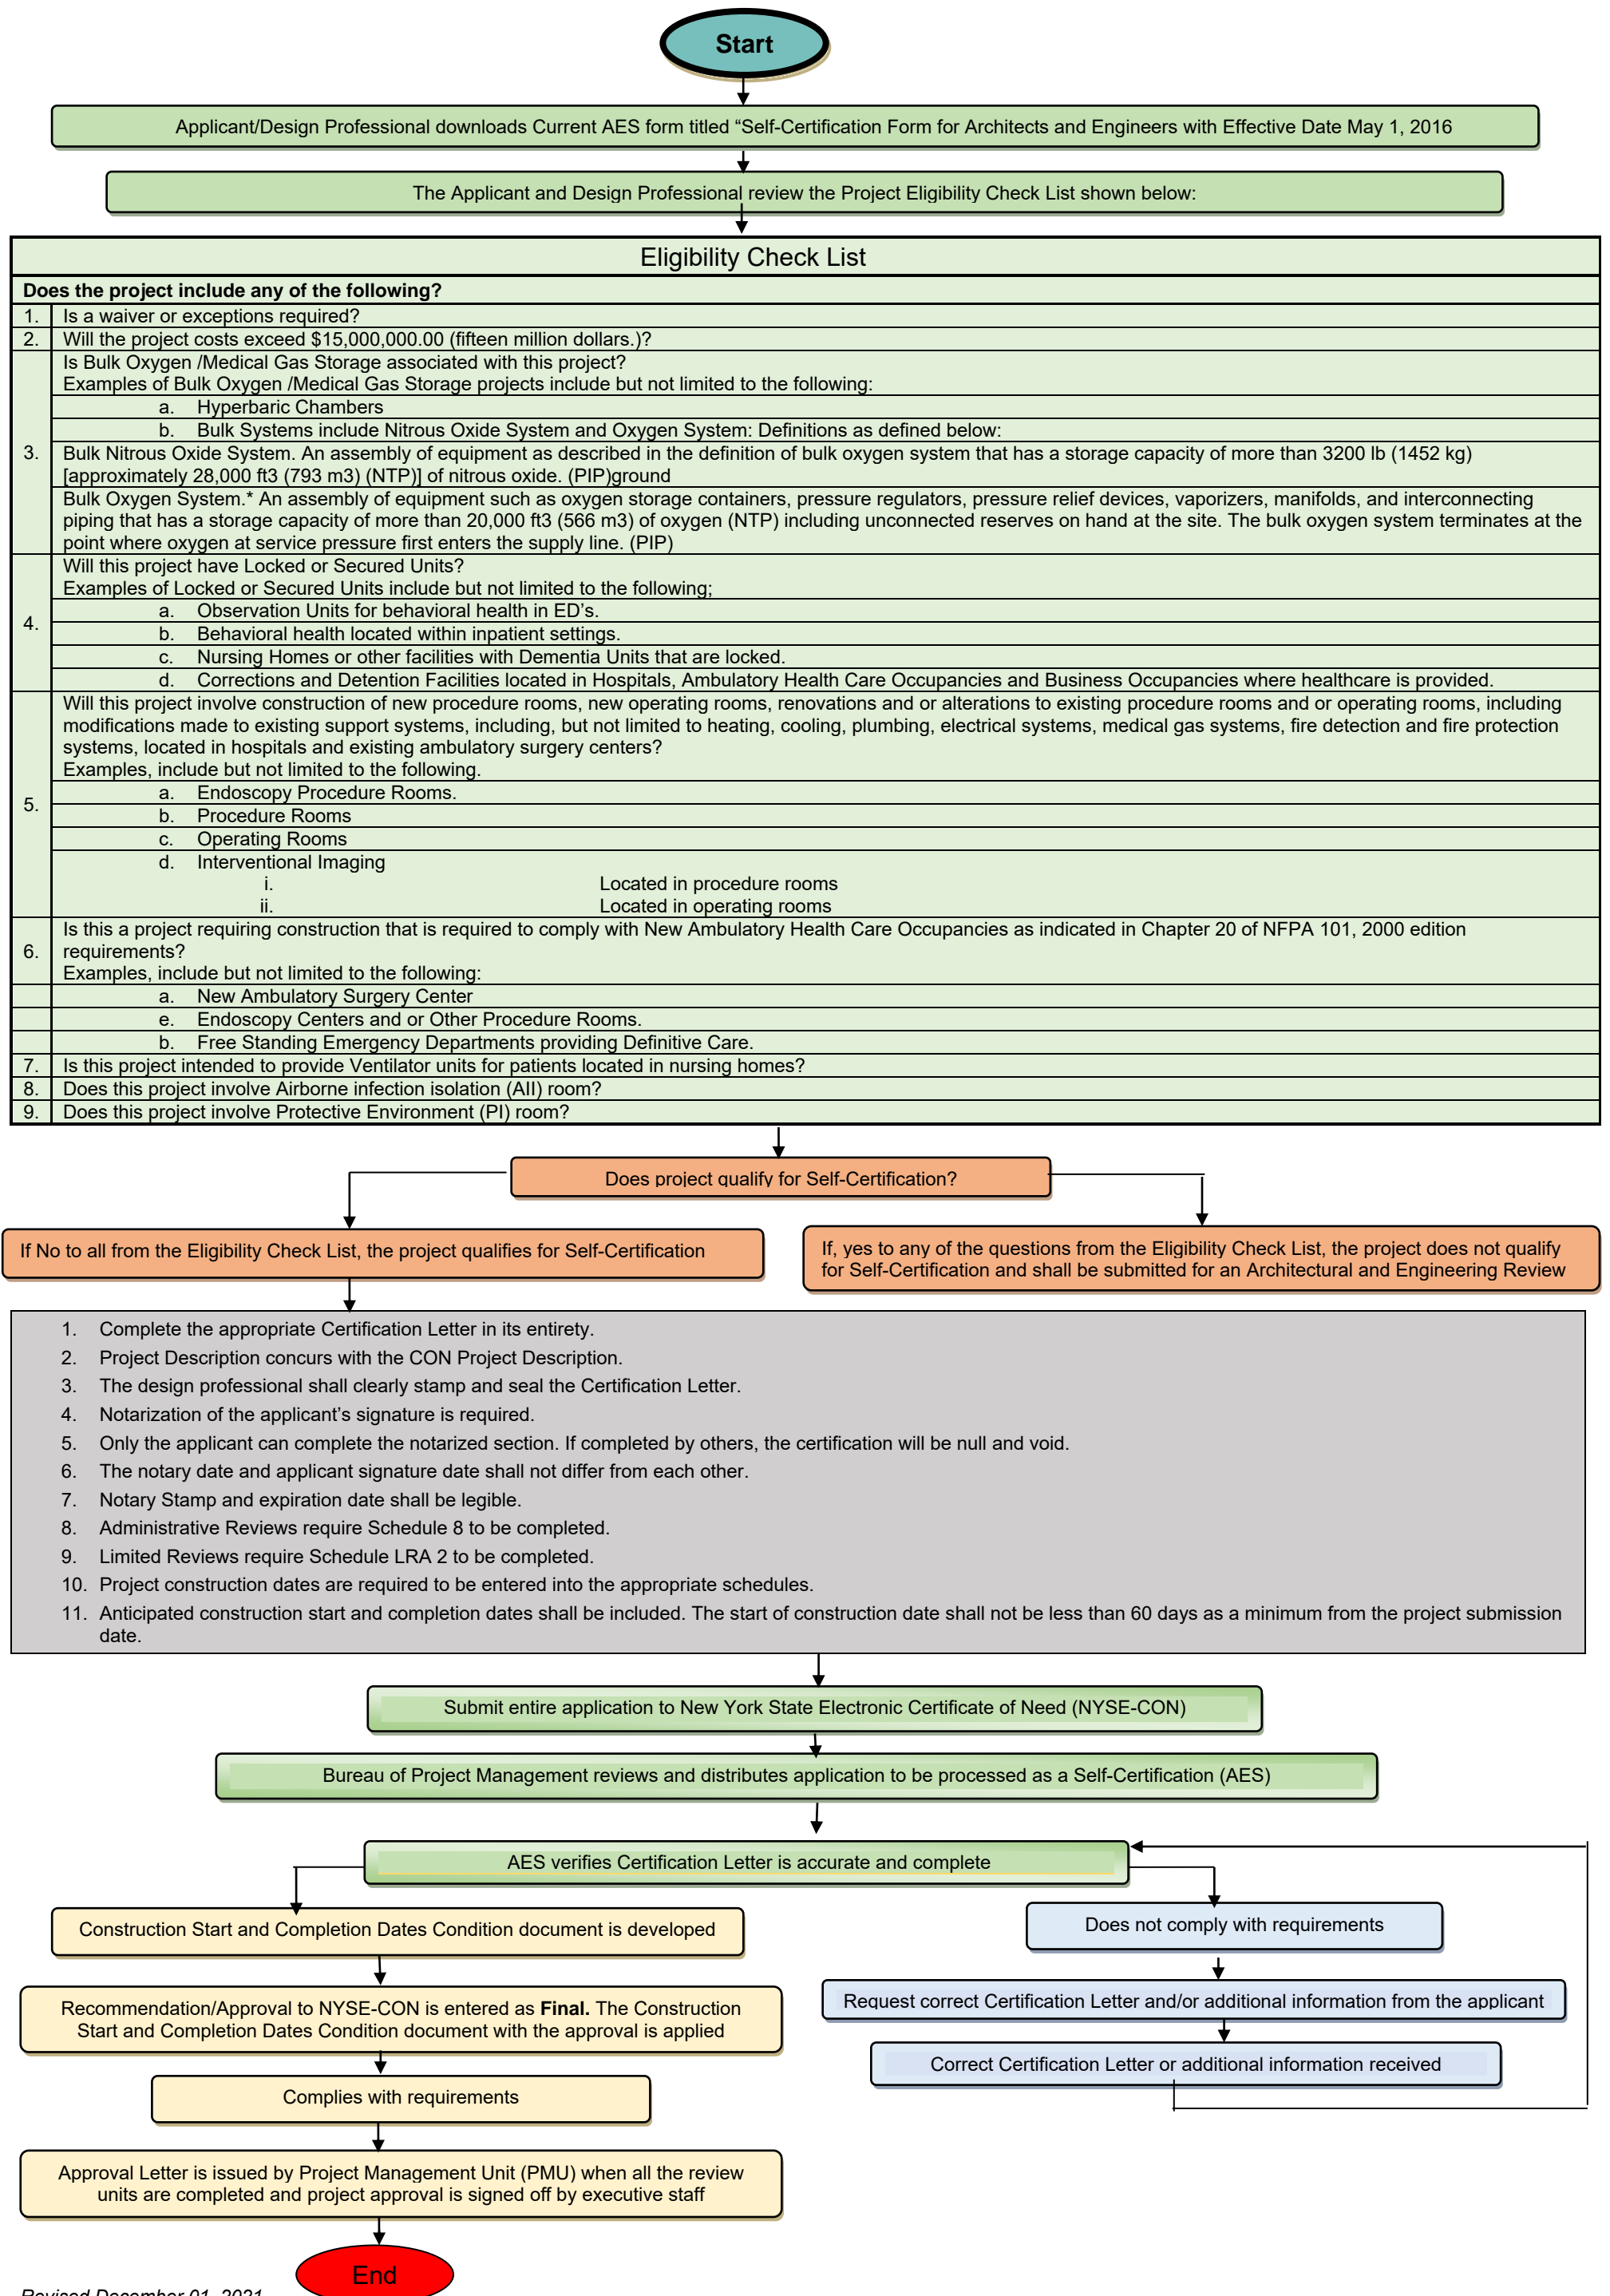 Start
Applicant/Design Professional downloads Current AES form titled “Self-Certification Form for Architects and Engineers with Effective Date May 1, 2016
The Applicant and Design Professional review the Project Eligibility Check List shown below:
Eligibility Check List
Does the project include any of the following?
1. Is a waiver or exceptions required?
2. Will the project costs exceed $15,000,000.00 (fifteen million dollars.)?
3. Is Bulk Oxygen /Medical Gas Storage associated with this project?
Examples of Bulk Oxygen /Medical Gas Storage projects include but not limited to the following:
a. Hyperbaric Chambers
b. Bulk Systems include Nitrous Oxide System and Oxygen System: Definitions as defined below:
Bulk Nitrous Oxide System. An assembly of equipment as described in the definition of bulk oxygen system that has a storage capacity of more than 3200 lb (1452 kg)
[approximately 28,000 ft3 (793 m3) (NTP)] of nitrous oxide. (PIP)ground
Bulk Oxygen System.* An assembly of equipment such as oxygen storage containers, pressure regulators, pressure relief devices, vaporizers, manifolds, and interconnecting
piping that has a storage capacity of more than 20,000 ft3 (566 m3) of oxygen (NTP) including unconnected reserves on hand at the site. The bulk oxygen system terminates at the
point where oxygen at service pressure first enters the supply line. (PIP)
4. Will this project have Locked or Secured Units?
Examples of Locked or Secured Units include but not limited to the following;
a. Observation Units for behavioral health in ED’s.
b. Behavioral health located within inpatient settings.
c. Nursing Homes or other facilities with Dementia Units that are locked.
d. Corrections and Detention Facilities located in Hospitals, Ambulatory Health Care Occupancies and Business Occupancies where healthcare is provided.
5. Will this project involve construction of new procedure rooms, new operating rooms, renovations and or alterations to existing procedure rooms and or operating rooms, including
modifications made to existing support systems, including, but not limited to heating, cooling, plumbing, electrical systems, medical gas systems, fire detection and fire protection
systems, located in hospitals and existing ambulatory surgery centers?
Examples, include but not limited to the following.
a. Endoscopy Procedure Rooms.
b. Procedure Rooms
c. Operating Rooms
d. Interventional Imaging
i. Located in procedure rooms
ii. Located in operating rooms
6. Is this a project requiring construction that is required to comply with New Ambulatory Health Care Occupancies as indicated in Chapter 20 of NFPA 101, 2000 edition
requirements?
Examples, include but not limited to the following:
a. New Ambulatory Surgery Center
e. Endoscopy Centers and or Other Procedure Rooms.
b. Free Standing Emergency Departments providing Definitive Care.
7. Is this project intended to provide Ventilator units for patients located in nursing homes?
8. Does this project involve Airborne infection isolation (AII) room?
9. Does this project involve Protective Environment (PI) room?
Does project qualify for Self-Certification?
If No to all from the Eligibility Check List, the project qualifies for Self-Certification
If, yes to any of the questions from the Eligibility Check List, the project does not qualify
for Self-Certification and shall be submitted for an Architectural and Engineering Review
1. Complete the appropriate Certification Letter in its entirety.
2. Project Description concurs with the CON Project Description.
3. The design professional shall clearly stamp and seal the Certification Letter.
4. Notarization of the applicant’s signature is required.
5. Only the applicant can complete the notarized section. If completed by others, the certification will be null and void.
6. The notary date and applicant signature date shall not differ from each other.
7. Notary Stamp and expiration date shall be legible.
8. Administrative Reviews require Schedule 8 to be completed.
9. Limited Reviews require Schedule LRA 2 to be completed.
10. Project construction dates are required to be entered into the appropriate schedules.
11. Anticipated construction start and completion dates shall be included. The start of construction date shall not be less than 60 days as a minimum from the project submission
date.
Submit entire application to New York State Electronic Certificate of Need (NYSE-CON)
Bureau of Project Management reviews and distributes application to be processed as a Self-Certification (AES)
AES verifies Certification Letter is accurate and complete
Construction Start and Completion Dates Condition document is developed
Does not comply with requirements
Recommendation/Approval to NYSE-CON is entered as Final. The Construction
Start and Completion Dates Condition document with the approval is applied
Request correct Certification Letter and/or additional information from the applicant
Correct Certification Letter or additional information received
Complies with requirements
Approval Letter is issued by Project Management Unit (PMU) when all the review
units are completed and project approval is signed off by executive staff
End
Revised December 01, 2021